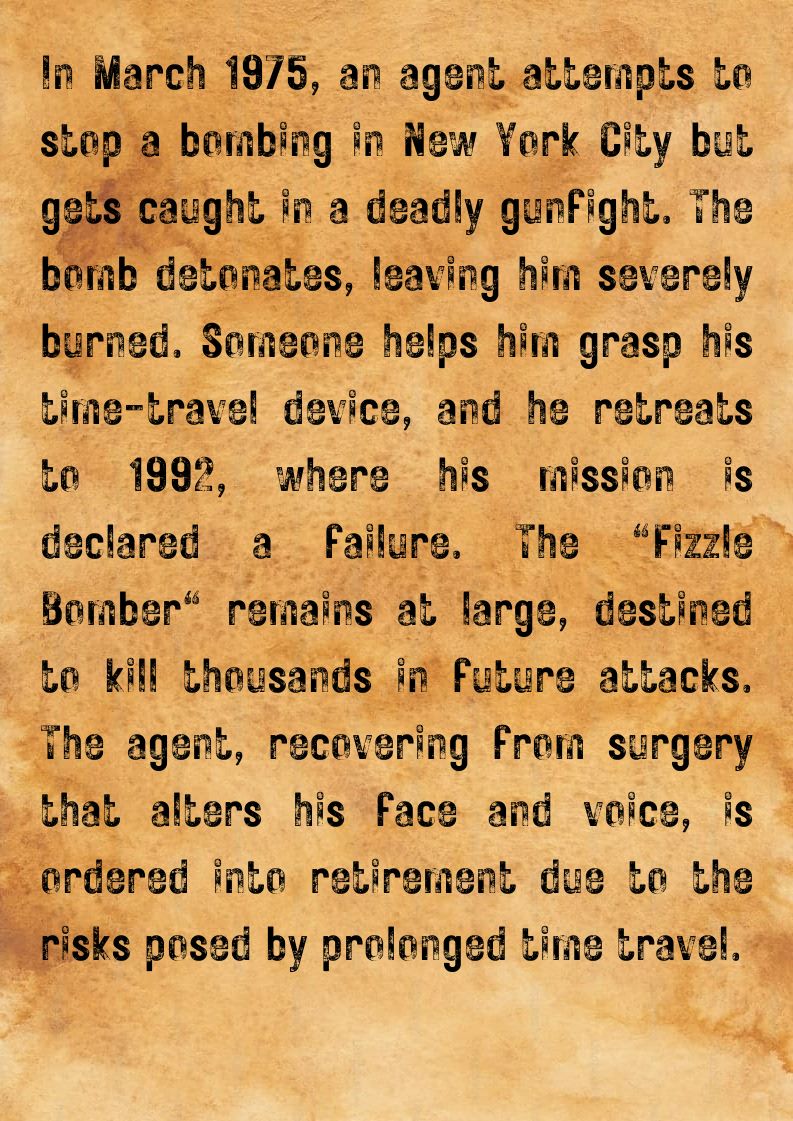 In March 1975, an agent attempts to
stop a bombing in New York City but
gets caught in a deadly gunfight. The
bomb detonates, leaving him severely
burned. Someone helps him grasp his
time-travel device, and he retreats
to 1992, where his mission is
declared a failure. The “Fizzle
Bomber“ remains at large, destined
to kill thousands in future attacks.
The agent, recovering from surgery
that alters his face and voice, is
ordered into retirement due to the
risks posed by prolonged time travel.